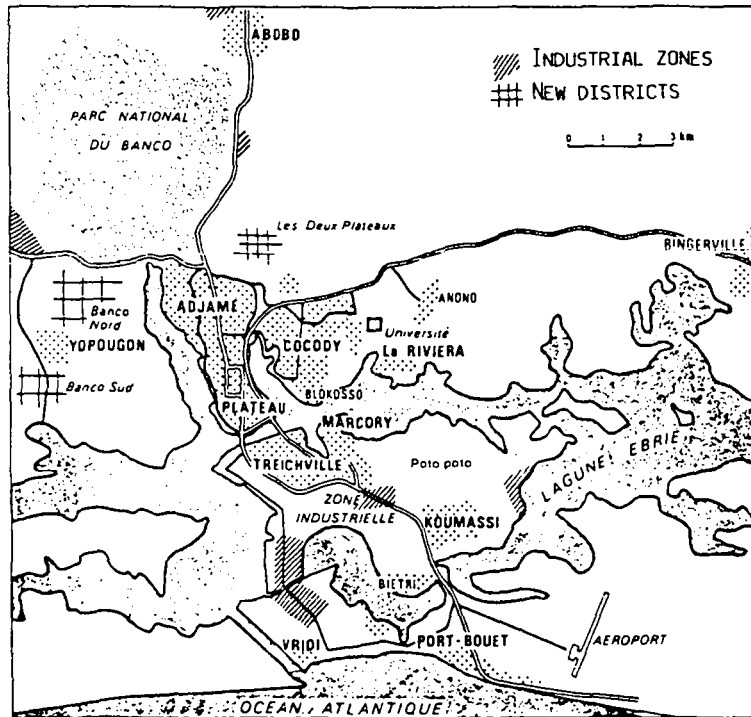 ABOBO
INDUSTRIAL ZONES
NEW DISTRICTS
PARC NATIONAL
DU BANCO
0 1 2 3 km
Les Deux Plateaux
BINGERVILLE
ADJAMÉ
ANONO
Banco
Nord
Université
COCODY
YOPOUGON
La RIVIERA
Banco Sud
BLOKOSSO
PLATEAU
MARCORY
TREICHVILLE
Poto poto
LAGUNE EBRIE
ZONE
INDUSTRIELLE
KOUMASSI
BIETRI
VRIDI
PORT-BOUET
AEROPORT
OCEAN ATLANTIQUE